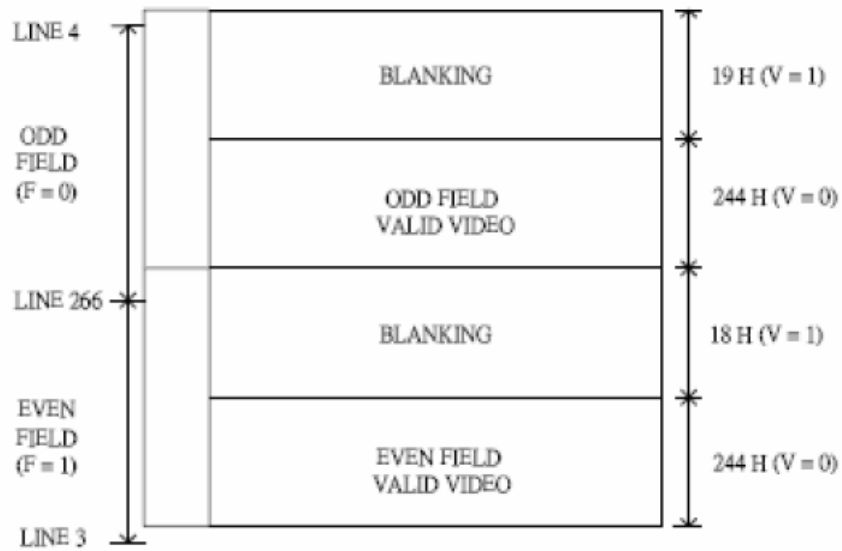 LINE 4
BLANKING
19 H (V = 1)
ODD
FIELD
(F = 0)
ODD FIELD
VALID VIDEO
244 H (V = 0)
LINE 266
BLANKING
18 H (V = 1)
EVEN
FIELD
(F = 1)
EVEN FIELD
VALID VIDEO
244 H (V = 0)
LINE 3